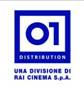 01
DISTRIBUTION
UNA DIVISIONE DI
RAI CINEMA S.p.A.